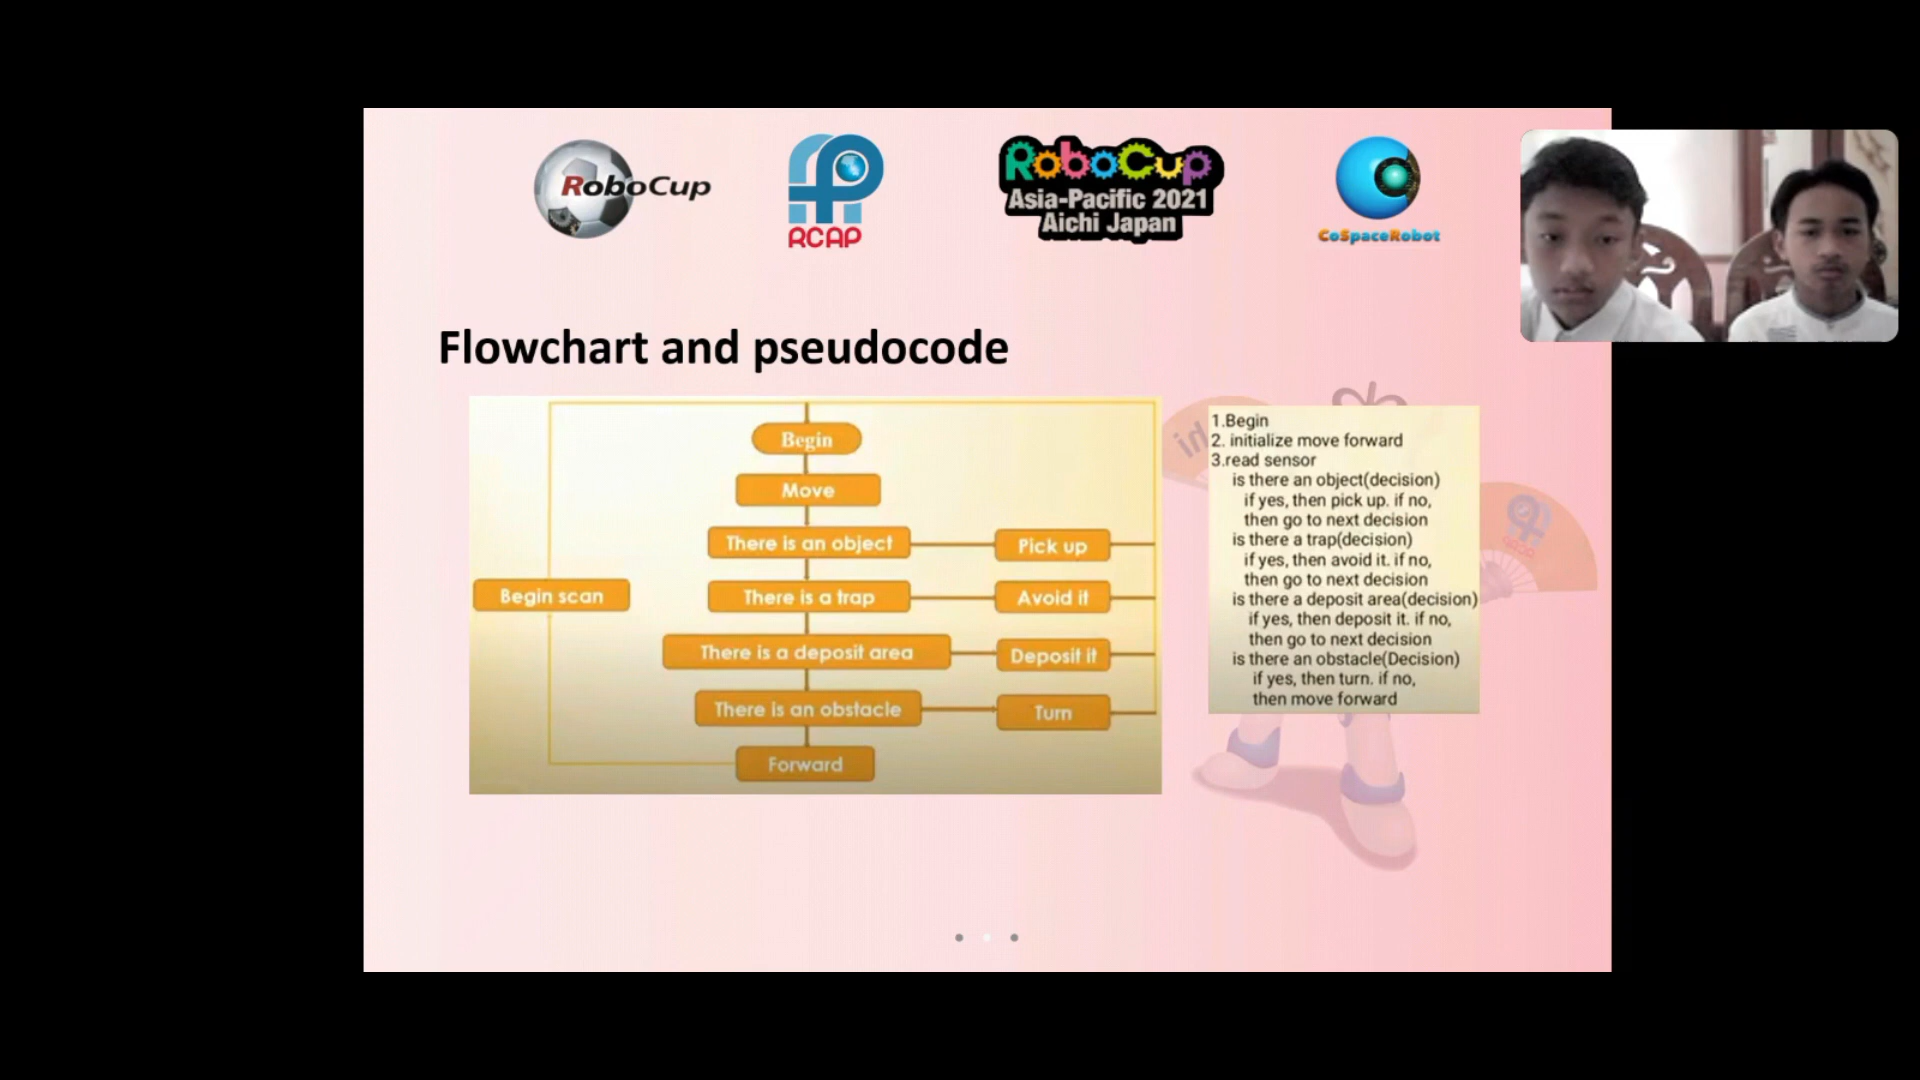 RoboCup
RCAP
RoboCup
Asia-Pacific 2021
Aichi Japan
CoSpaceRobot
Flowchart and pseudocode
Begin
Move
There is an object
Pick up
There is a trap
Avoid it
Begin scan
There is a deposit area
Deposit it
There is an obstacle
Turn
Forward
1.Begin
2. initialize move forward
3.read sensor
is there an object(decision)
if yes, then pick up. if no,
then go to next decision
is there a trap(decision)
if yes, then avoid it. if no,
then go to next decision
is there a deposit area(decision)
if yes, then deposit it. if no,
then go to next decision
is there an obstacle(Decision)
if yes, then turn. if no,
then move forward
id
RCAP